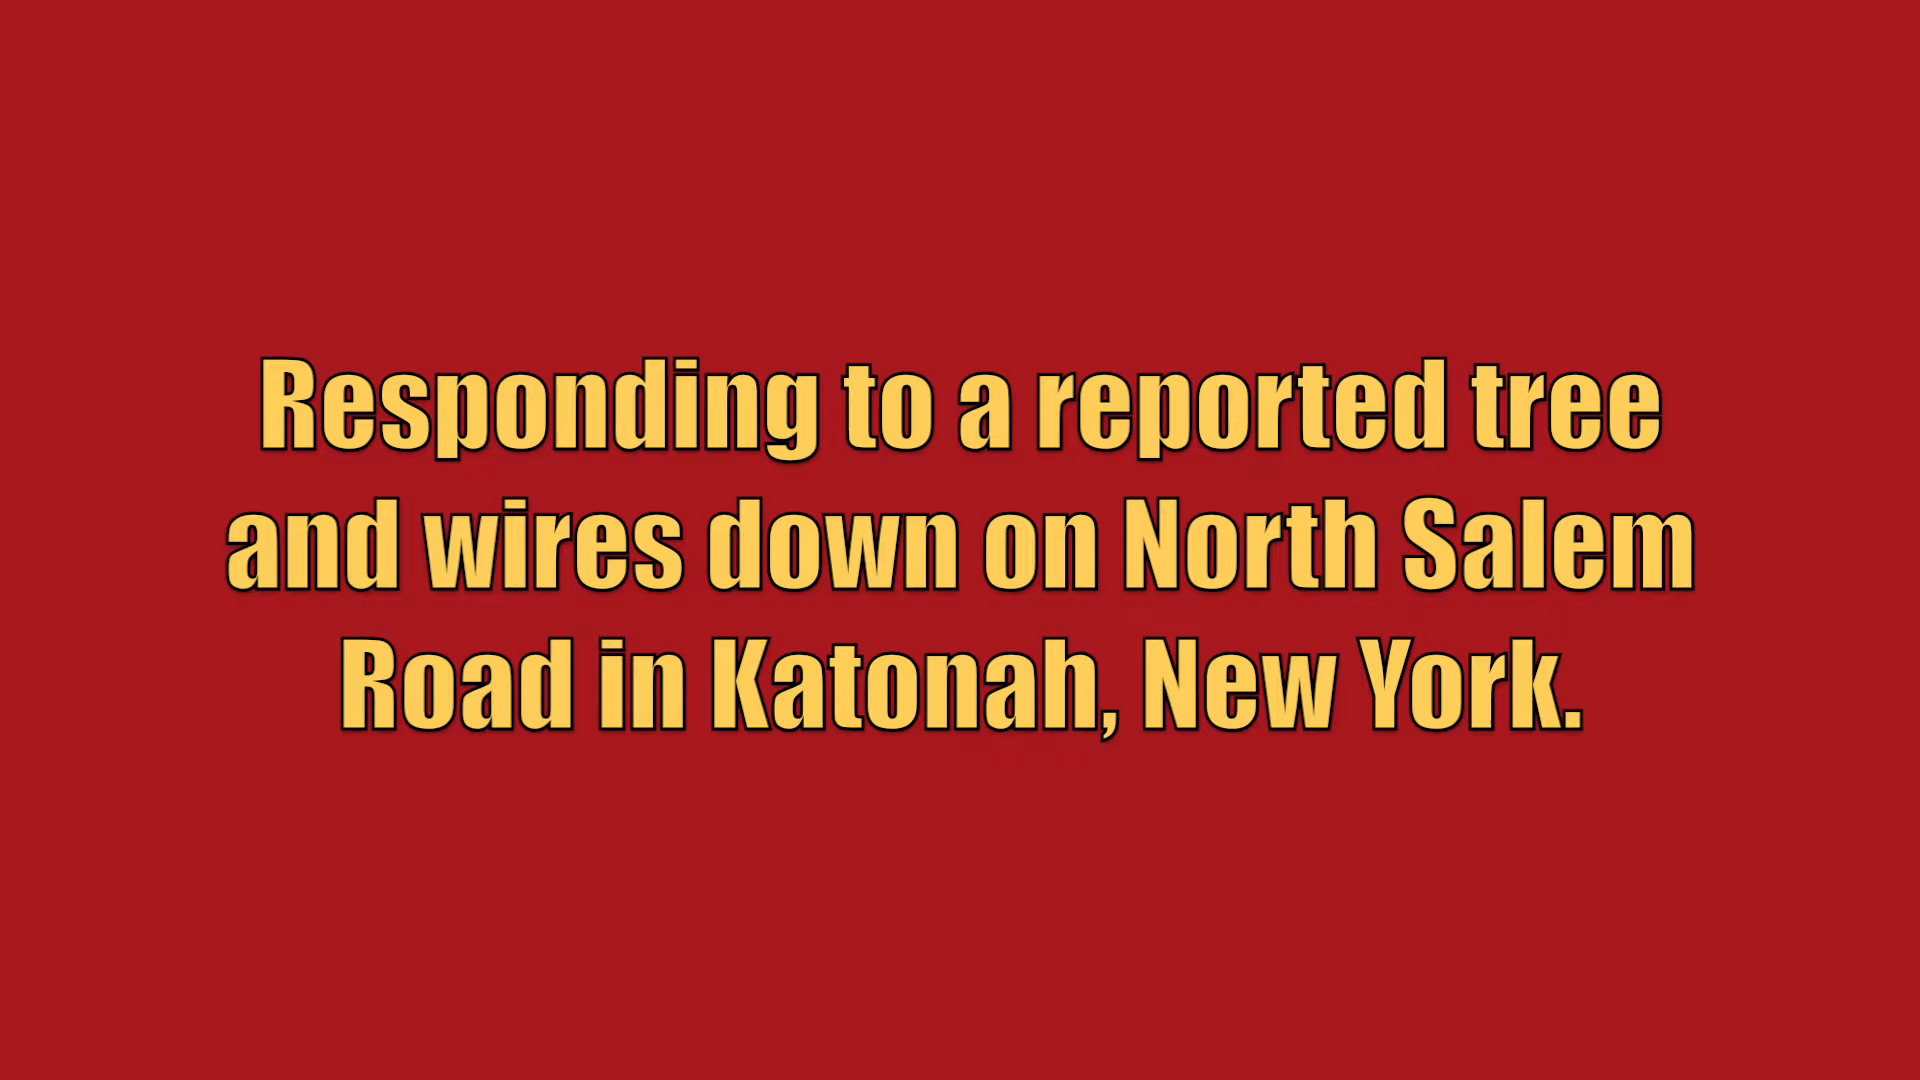 Responding to a reported tree
and wires down on North Salem
Road in Katonah, New York.